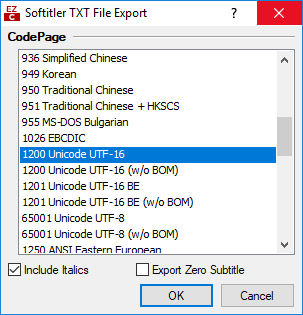 EZ
C
Softitler TXT File Export
?
CodePage
936 Simplified Chinese
949 Korean
950 Traditional Chinese
951 Traditional Chinese + HKSCS
955 MS-DOS Bulgarian
1026 EBCDIC
1200 Unicode UTF-16
1200 Unicode UTF-16 (w/o BOM)
1201 Unicode UTF-16 BE
1201 Unicode UTF-16 BE (w/o BOM)
65001 Unicode UTF-8
65001 Unicode UTF-8 (w/o BOM)
1250 ANSI Eastern European
Include Italics
Export Zero Subtitle
OK
Cancel